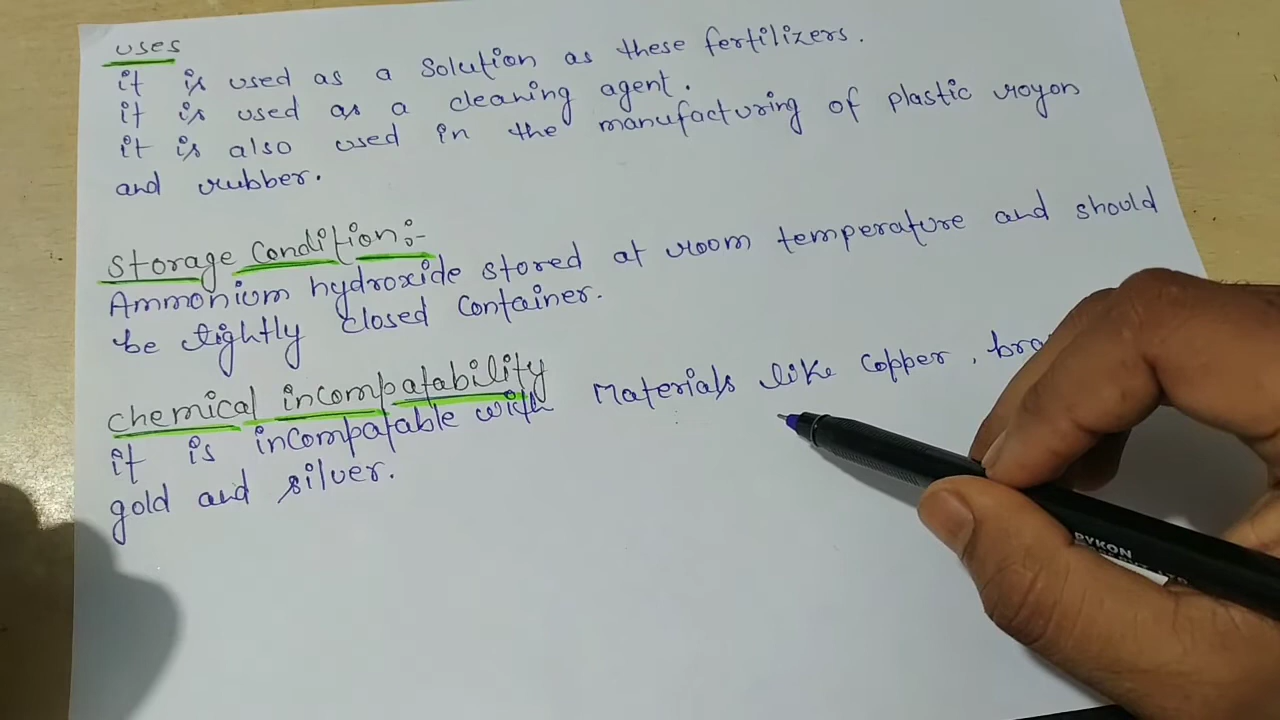 uses
it is used as a solution as these fertilizers.
it is used as a cleaning agent.
it is also used in the manufacturing of plastic royon
and rubber.
Storage Condition:-
Ammonium hydroxide stored at room temperature and should
be tightly closed container.
chemical incompatability
it is incompatable with Materials like copper, bra
gold and silver.